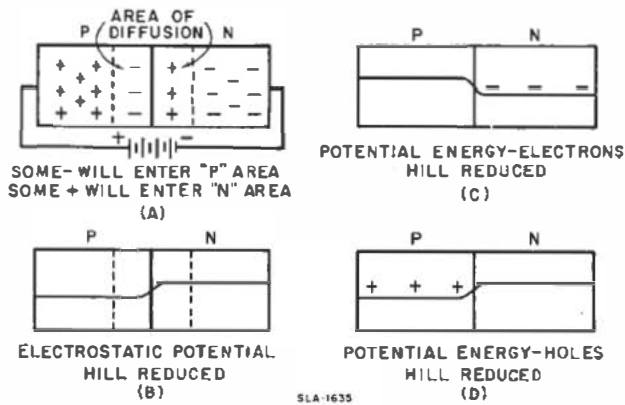 AREA OF
DIFFUSION
P N
+ −
SOME− WILL ENTER "P" AREA
SOME + WILL ENTER "N" AREA
(A)
P N
ELECTROSTATIC POTENTIAL
HILL REDUCED
(B)
P N
POTENTIAL ENERGY-ELECTRONS
HILL REDUCED
(C)
P N
POTENTIAL ENERGY-HOLES
HILL REDUCED
(D)
SLA-1635